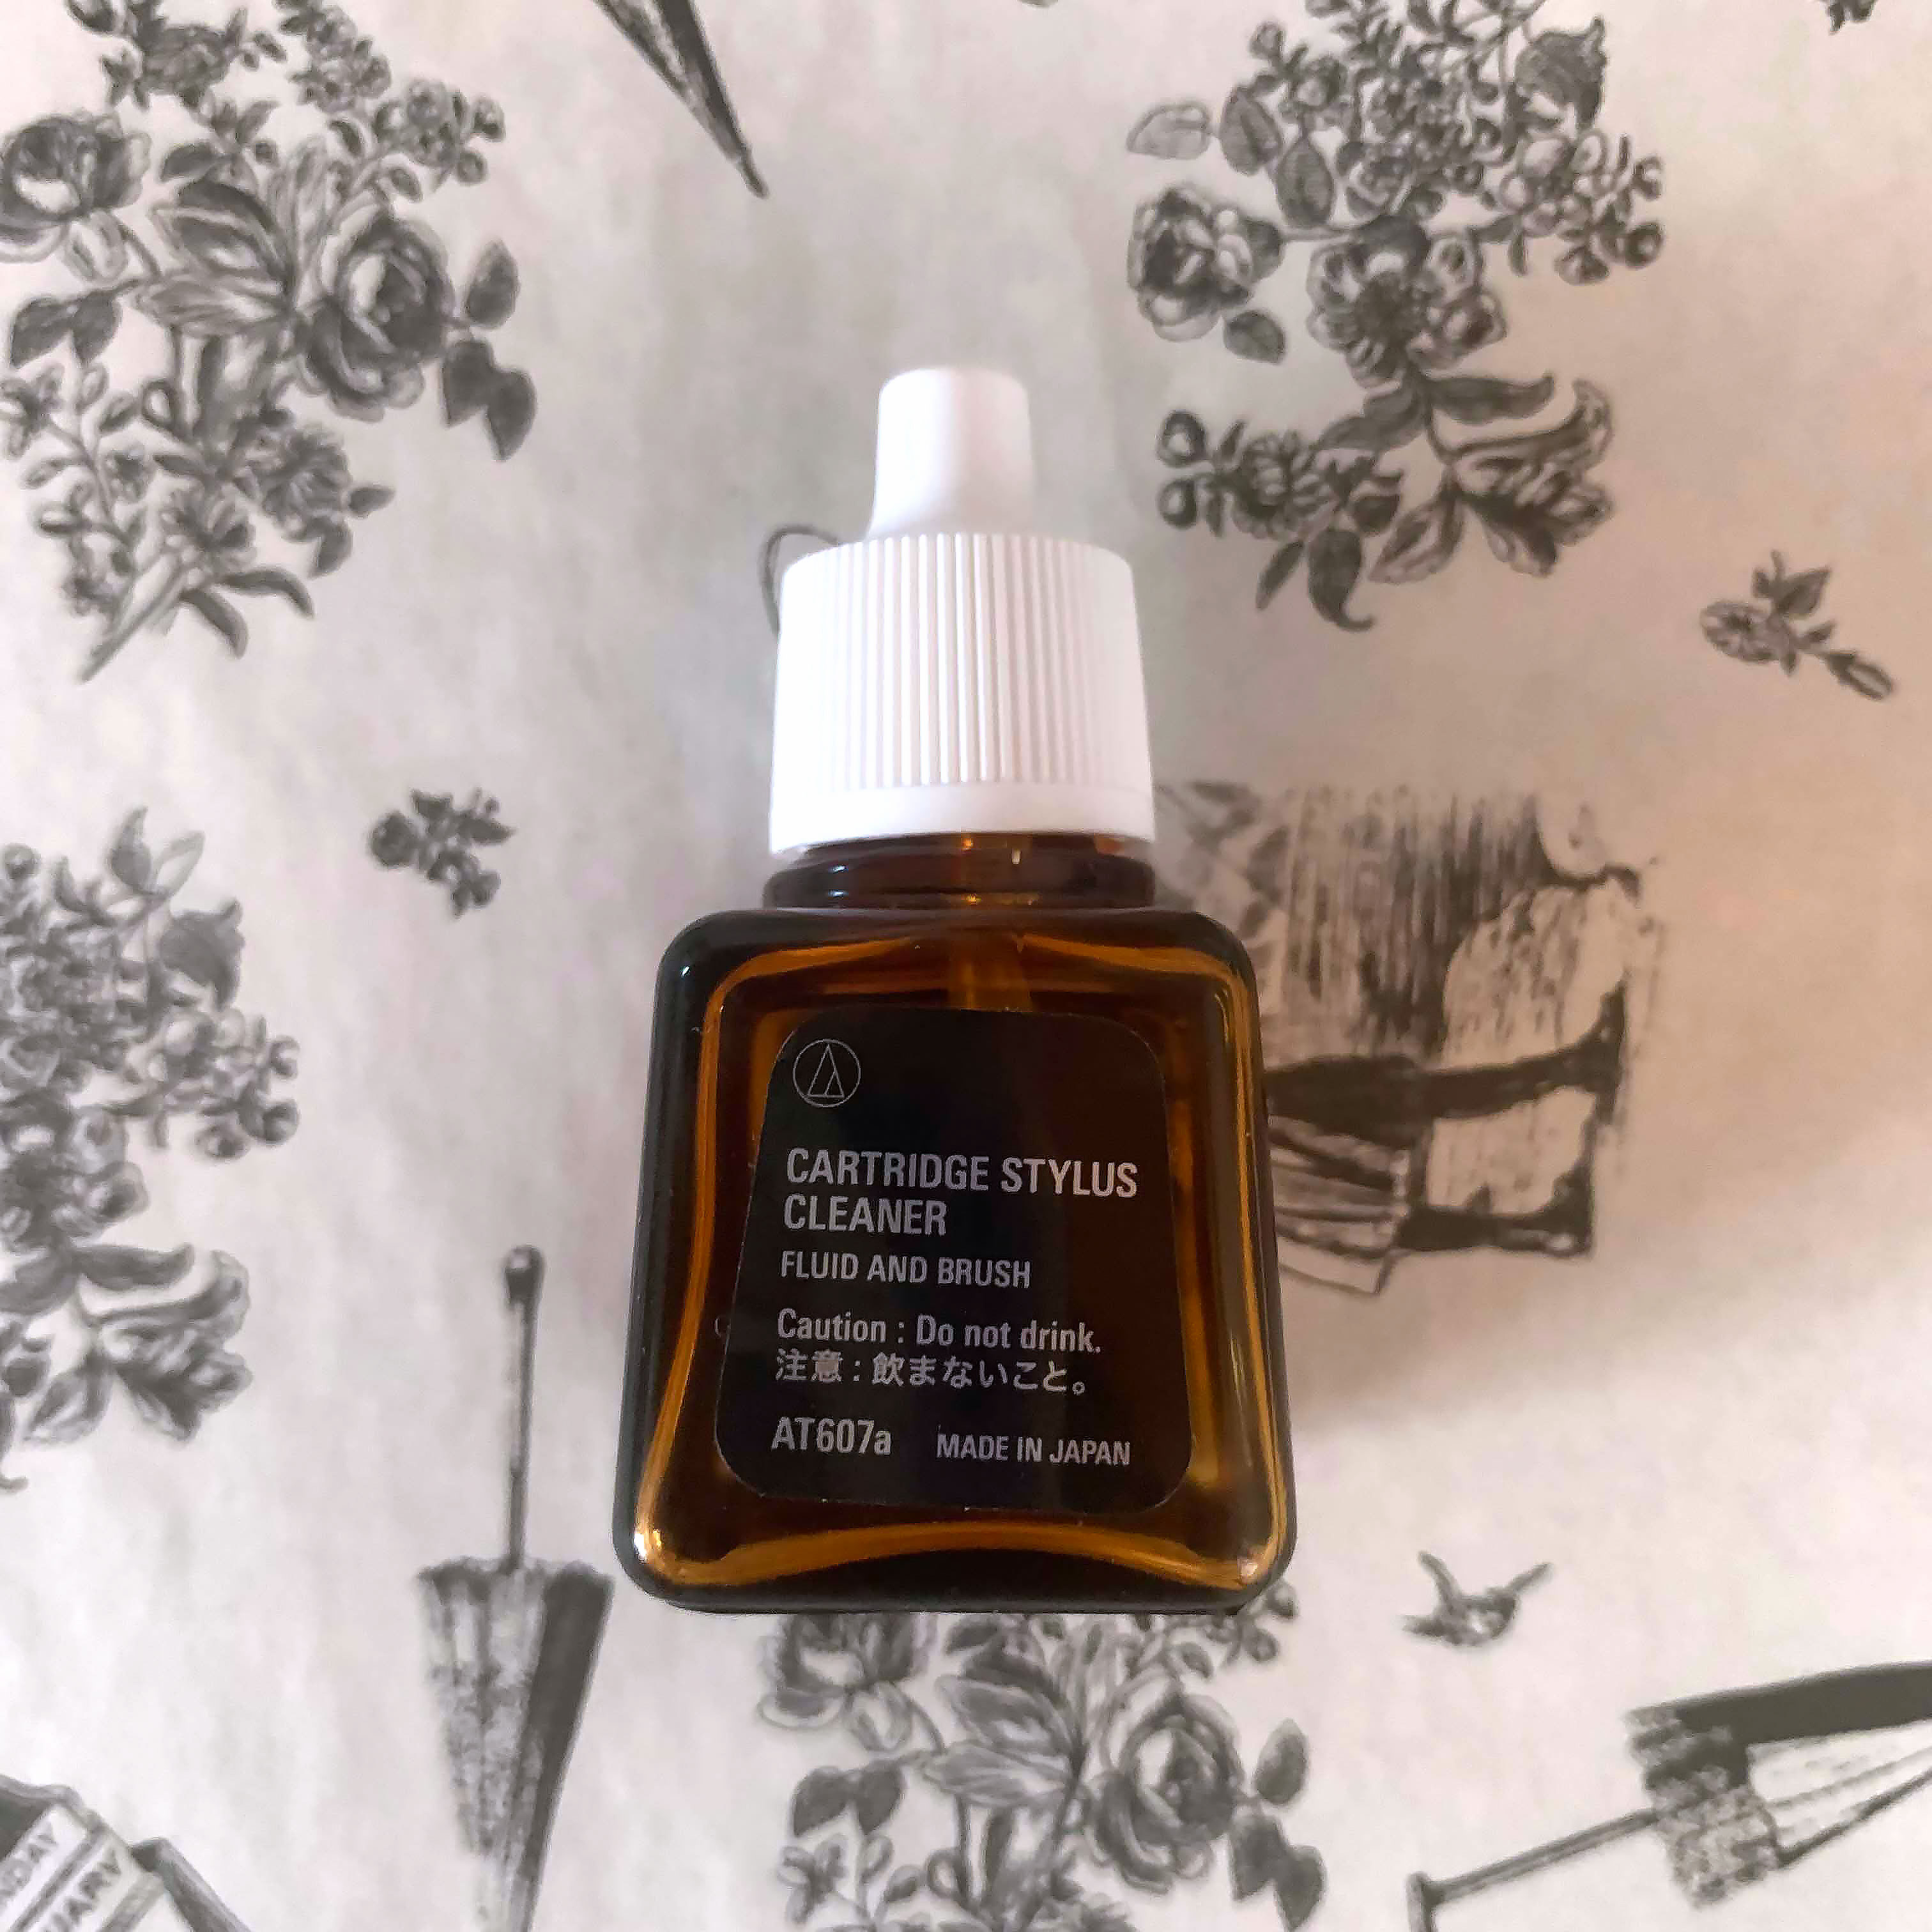 CARTRIDGE STYLUS
CLEANER
FLUID AND BRUSH
Caution : Do not drink.
注意 : 飲まないこと。
AT607a MADE IN JAPAN